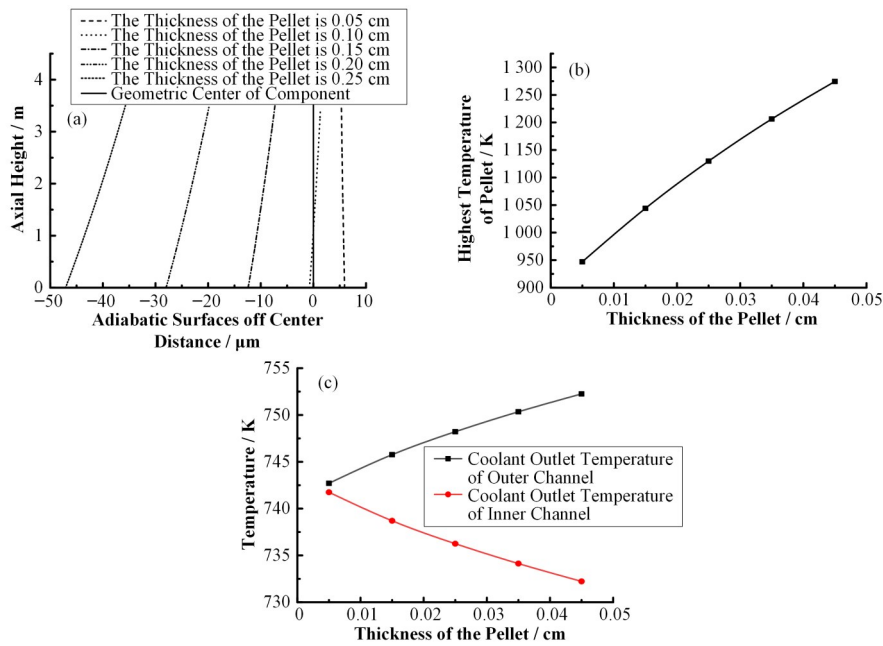 The Thickness of the Pellet is 0.05 cm
The Thickness of the Pellet is 0.10 cm
The Thickness of the Pellet is 0.15 cm
The Thickness of the Pellet is 0.20 cm
The Thickness of the Pellet is 0.25 cm
Geometric Center of Component
(a)
Axial Height / m
4
3
2
1
0
−50 −40 −30 −20 −10 0 10
Adiabatic Surfaces off Center
Distance / μm
(b)
Highest Temperature
of Pellet / K
1 300
1 250
1 200
1 150
1 100
1 050
1 000
950
900
0 0.01 0.02 0.03 0.04 0.05
Thickness of the Pellet / cm
(c)
Temperature / K
755
750
745
740
735
730
Coolant Outlet Temperature
of Outer Channel
Coolant Outlet Temperature
of Inner Channel
0 0.01 0.02 0.03 0.04 0.05
Thickness of the Pellet / cm